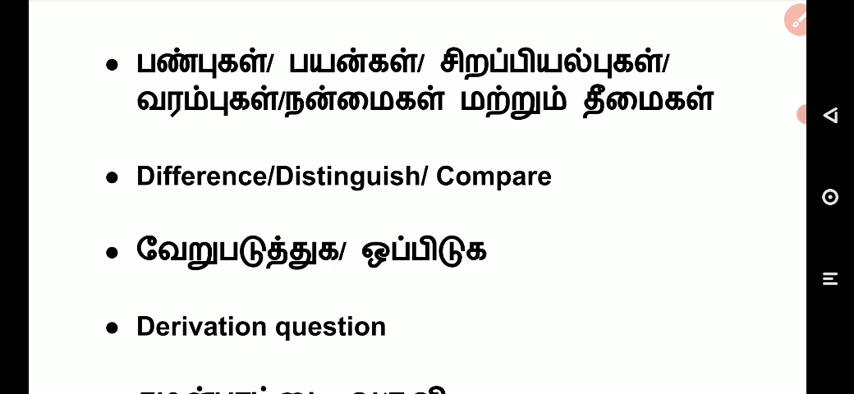 • பண்புகள்/ பயன்கள்/ சிறப்பியல்புகள்/
வரம்புகள்/நன்மைகள் மற்றும் தீமைகள்
• Difference/Distinguish/ Compare
• வேறுபடுத்துக/ ஒப்பிடுக
• Derivation question